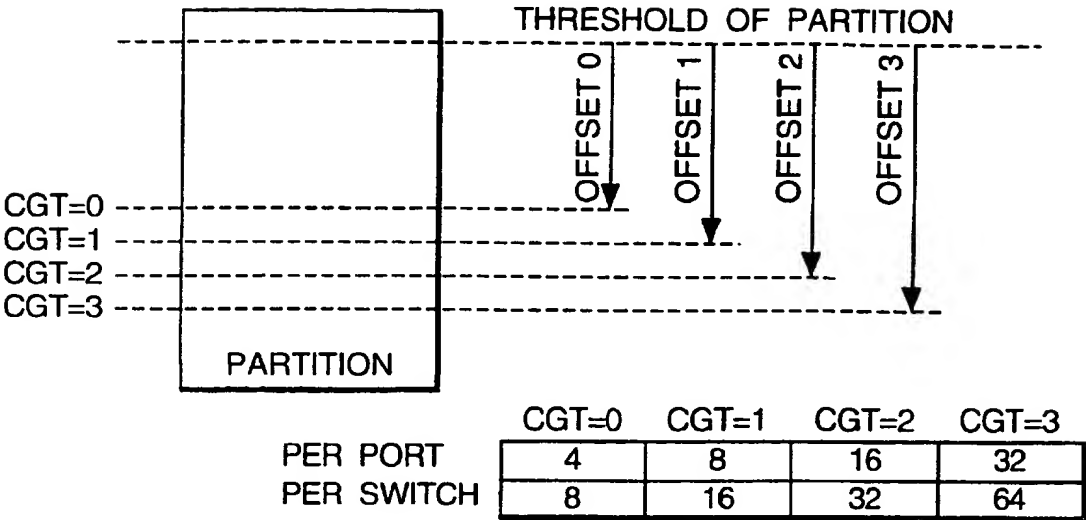 THRESHOLD OF PARTITION
OFFSET 0
OFFSET 1
OFFSET 2
OFFSET 3
CGT=0
CGT=1
CGT=2
CGT=3
PARTITION
CGT=0 CGT=1 CGT=2 CGT=3
PER PORT 4 8 16 32
PER SWITCH 8 16 32 64